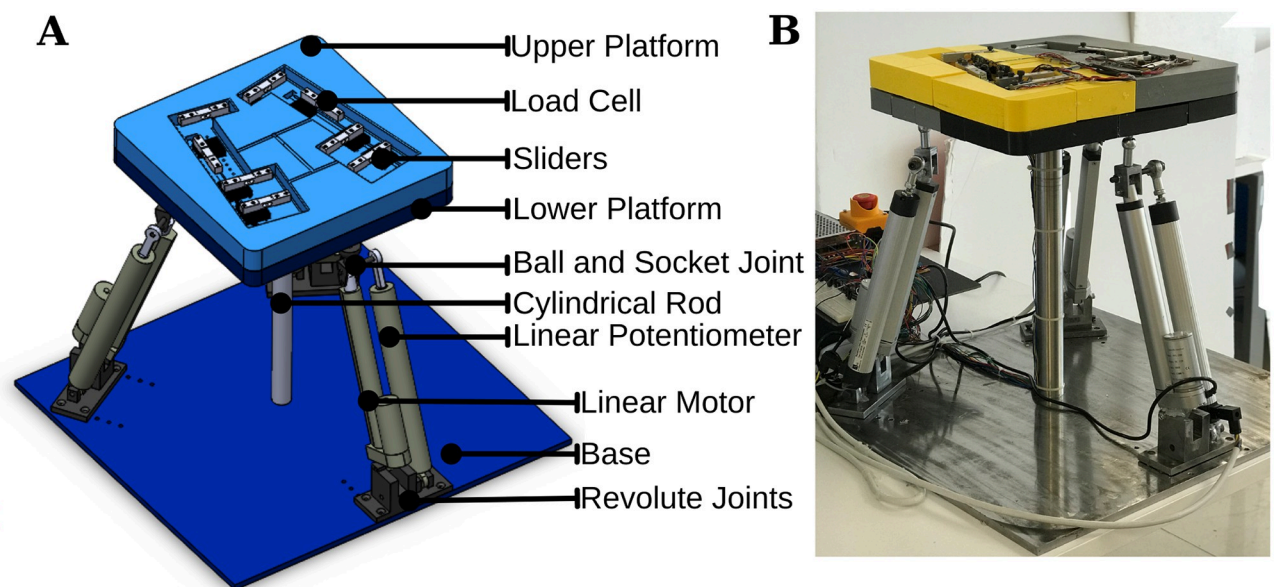 A
B
Upper Platform
Load Cell
Sliders
Lower Platform
Ball and Socket Joint
Cylindrical Rod
Linear Potentiometer
Linear Motor
Base
Revolute Joints